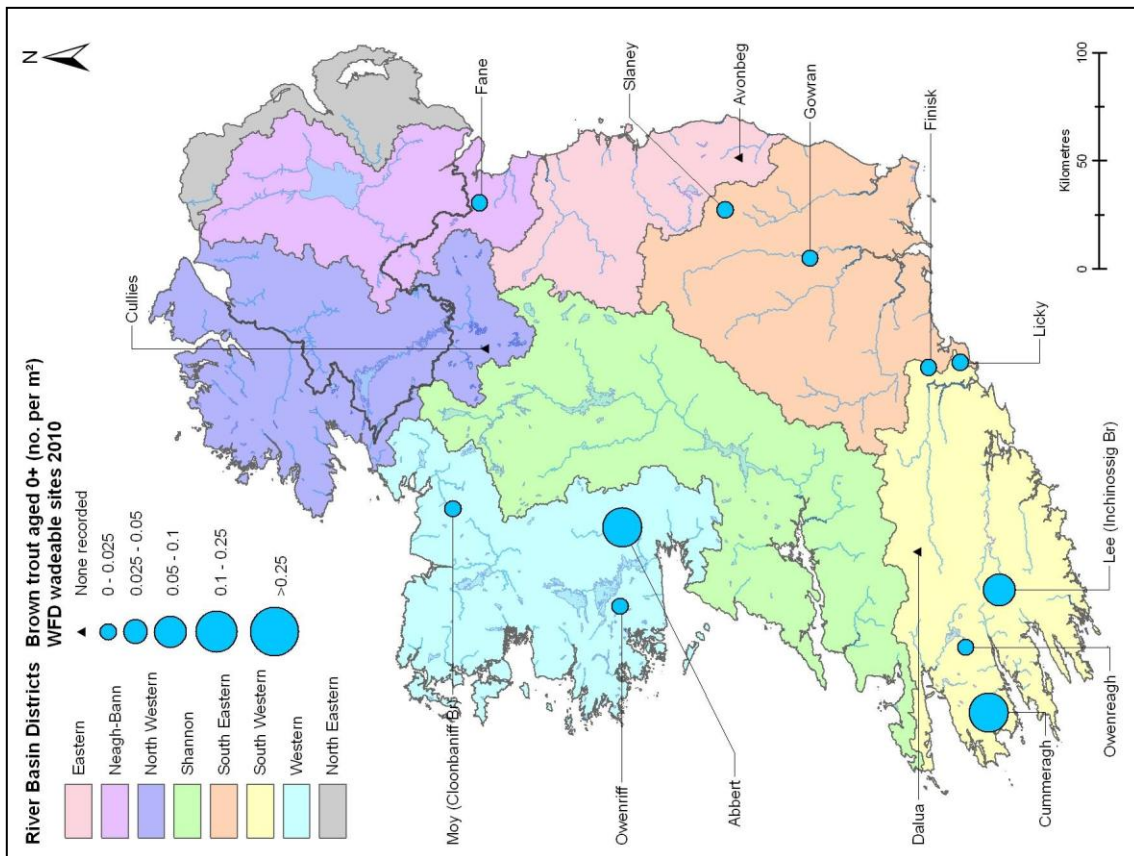 River Basin Districts
Eastern
Neagh-Bann
North Western
Shannon
South Eastern
South Western
Western
North Eastern
Brown trout aged 0+ (no. per m²)
WFD wadeable sites 2010
None recorded
0 - 0.025
0.025 - 0.05
0.05 - 0.1
0.1 - 0.25
>0.25
N
Cullies
Fane
Slaney
Avonbeg
Gowran
Finisk
Licky
Moy (Cloonbaniff Br)
Owenriff
Abbert
Dalua
Cummeragh
Owenreagh
Lee (Inchinossig Br)
0
50
100
Kilometres